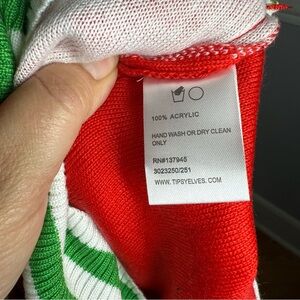 100% ACRYLIC
HAND WASH OR DRY CLEAN
ONLY
RN#137945
3023250/251
WWW.TIPSYELVES.COM